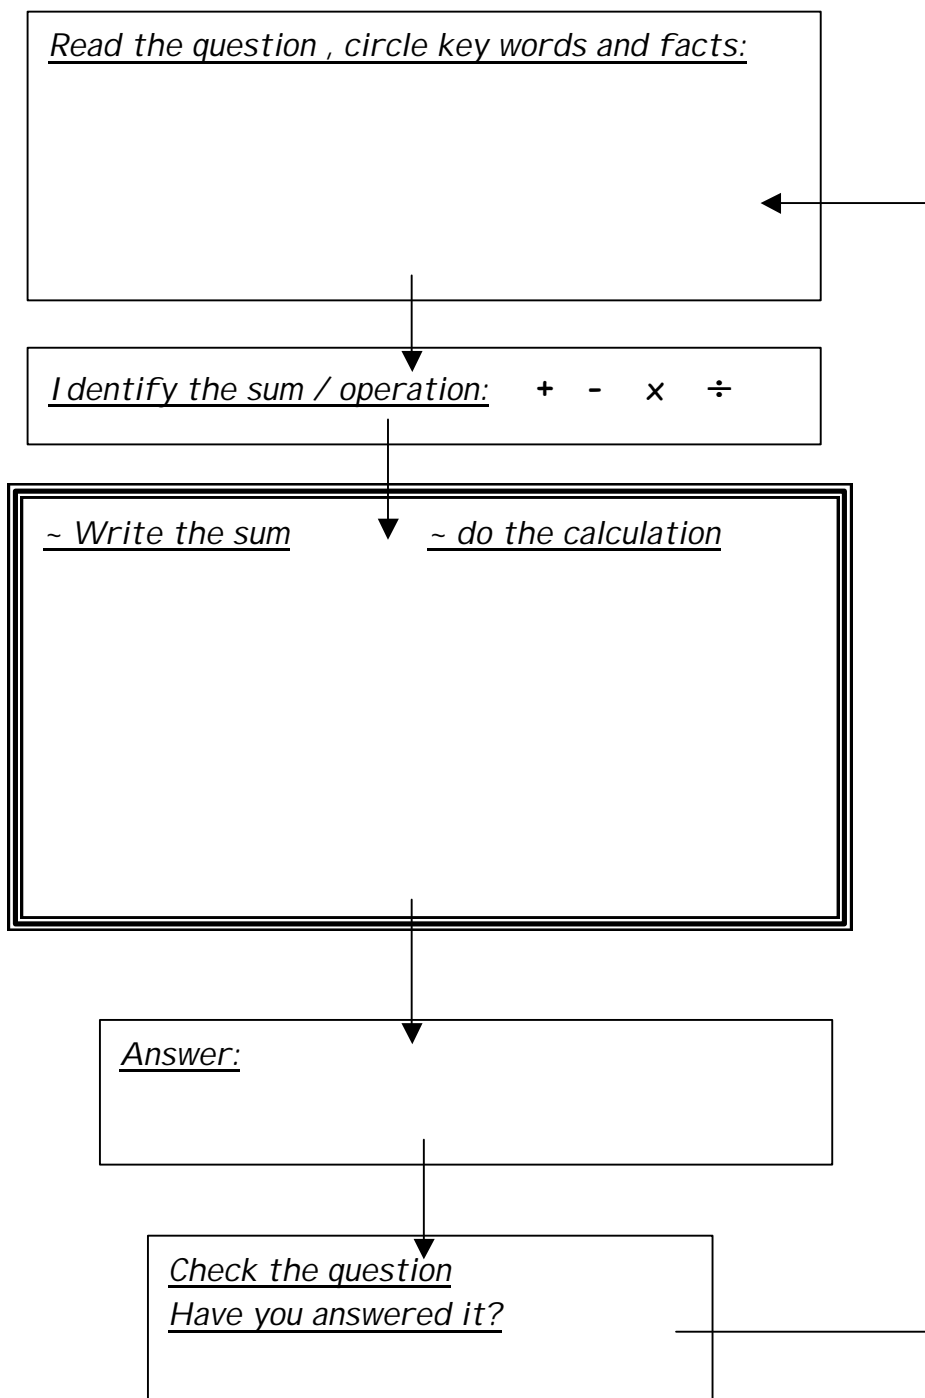 Read the question , circle key words and facts:
Identify the sum / operation: + - x ÷
~ Write the sum ~ do the calculation
Answer:
Check the question
Have you answered it?